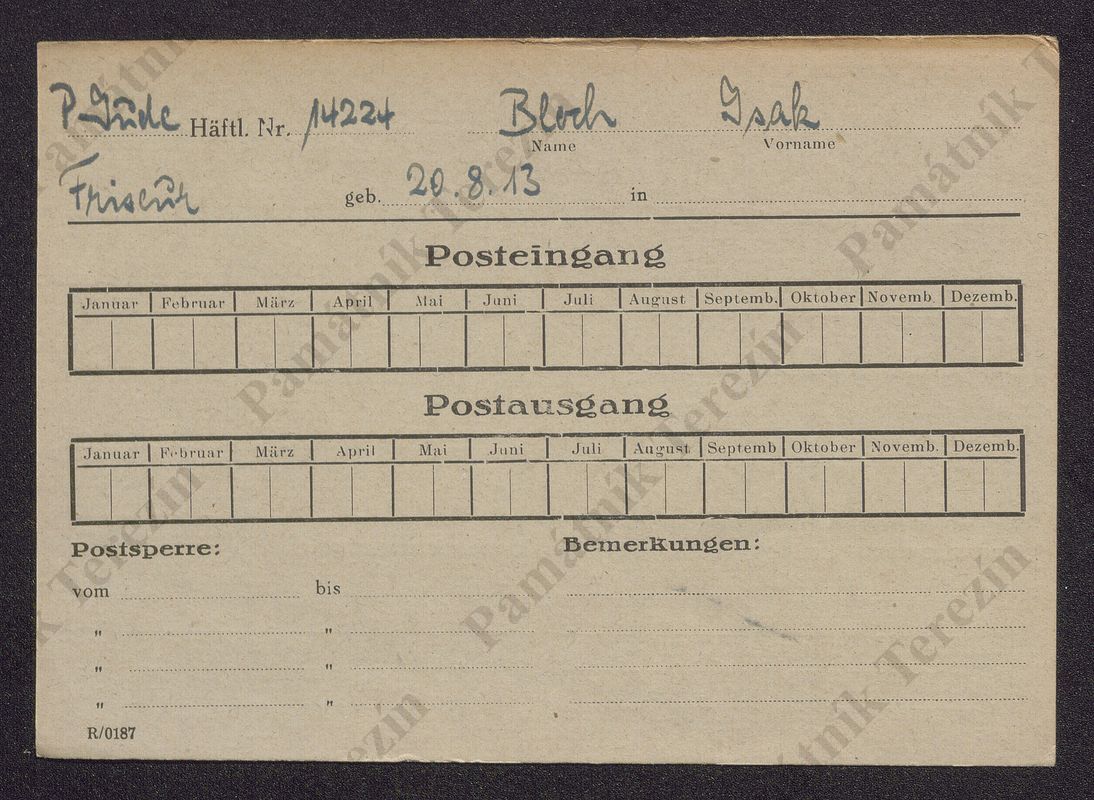 P. Jude Häftl. Nr. 14224 Bloch Isak
Name Vorname
Friseur geb. 20.8.13 in
Posteingang
Januar Februar März April Mai Juni Juli August Septemb. Oktober Novemb. Dezemb.
Postausgang
Januar Februar März April Mai Juni Juli August Septemb Oktober Novemb. Dezemb.
Postsperre: Bemerkungen:
vom bis
" "
" "
" "
R/0187
Památník Terezín